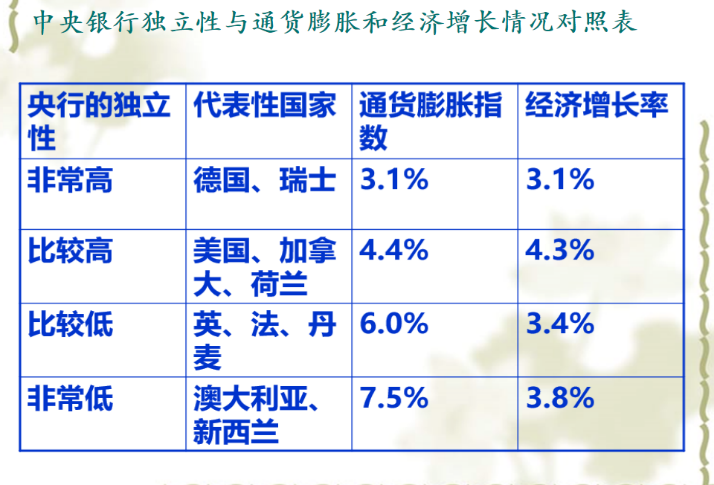 中央银行独立性与通货膨胀和经济增长情况对照表
央行的独立性 代表性国家 通货膨胀指数 经济增长率
非常高 德国、瑞士 3.1% 3.1%
比较高 美国、加拿大、荷兰 4.4% 4.3%
比较低 英、法、丹麦 6.0% 3.4%
非常低 澳大利亚、新西兰 7.5% 3.8%